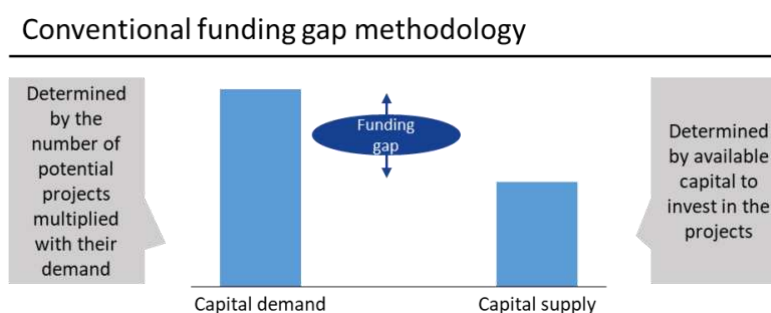 Conventional funding gap methodology
Determined
by the
number of
potential
projects
multiplied
with their
demand
Funding
gap
Determined
by available
capital to
invest in the
projects
Capital demand
Capital supply